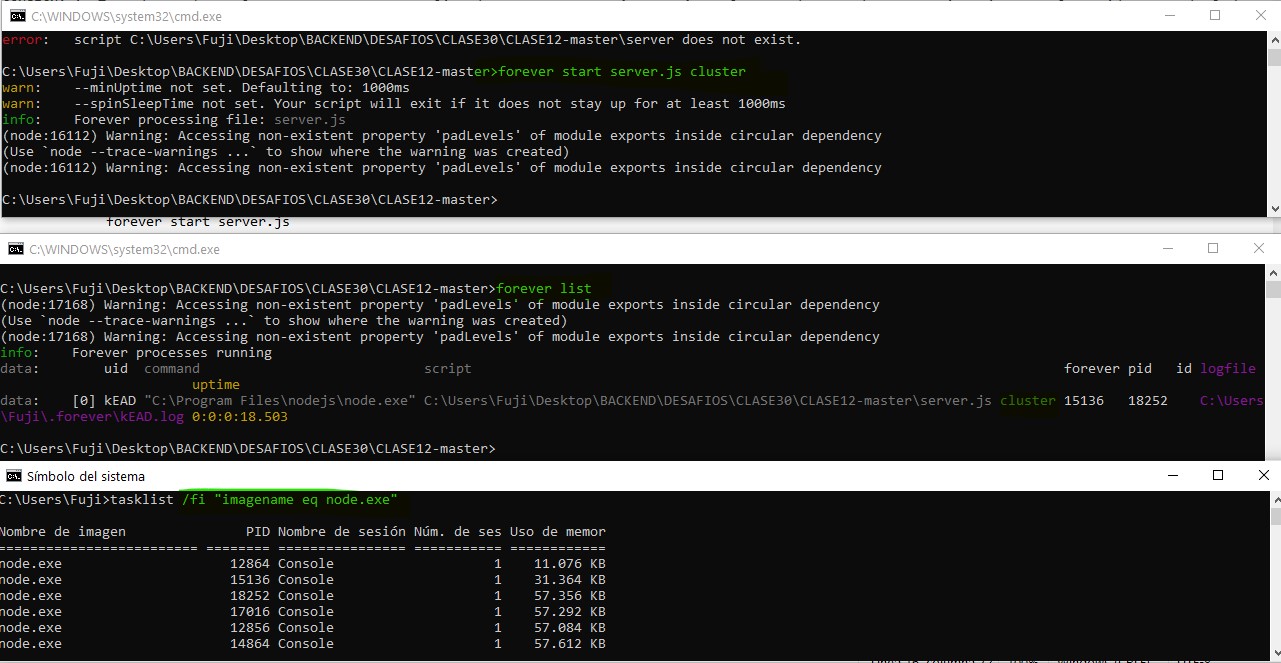 C:\WINDOWS\system32\cmd.exe
error:   script C:\Users\Fuji\Desktop\BACKEND\DESAFIOS\CLASE30\CLASE12-master\server does not exist.
C:\Users\Fuji\Desktop\BACKEND\DESAFIOS\CLASE30\CLASE12-master>forever start server.js cluster
warn:    --minUptime not set. Defaulting to: 1000ms
warn:    --spinSleepTime not set. Your script will exit if it does not stay up for at least 1000ms
info:    Forever processing file: server.js
(node:16112) Warning: Accessing non-existent property 'padLevels' of module exports inside circular dependency
(Use `node --trace-warnings ...` to show where the warning was created)
(node:16112) Warning: Accessing non-existent property 'padLevels' of module exports inside circular dependency
C:\Users\Fuji\Desktop\BACKEND\DESAFIOS\CLASE30\CLASE12-master>
forever start server.js
C:\WINDOWS\system32\cmd.exe
C:\Users\Fuji\Desktop\BACKEND\DESAFIOS\CLASE30\CLASE12-master>forever list
(node:17168) Warning: Accessing non-existent property 'padLevels' of module exports inside circular dependency
(Use `node --trace-warnings ...` to show where the warning was created)
(node:17168) Warning: Accessing non-existent property 'padLevels' of module exports inside circular dependency
info:    Forever processes running
data:        uid  command                            script                                                                          forever pid   id logfile
uptime
data:    [0] kEAD "C:\Program Files\nodejs\node.exe" C:\Users\Fuji\Desktop\BACKEND\DESAFIOS\CLASE30\CLASE12-master\server.js cluster 15136   18252    C:\Users
\Fuji\.forever\kEAD.log 0:0:0:18.503
C:\Users\Fuji\Desktop\BACKEND\DESAFIOS\CLASE30\CLASE12-master>
Símbolo del sistema
C:\Users\Fuji>tasklist /fi "imagename eq node.exe"
Nombre de imagen               PID Nombre de sesión Núm. de ses Uso de memor
========================= ======== ================ =========== ============
node.exe                     12864 Console                    1    11.076 KB
node.exe                     15136 Console                    1    31.364 KB
node.exe                     18252 Console                    1    57.356 KB
node.exe                     17016 Console                    1    57.292 KB
node.exe                     12856 Console                    1    57.084 KB
node.exe                     14864 Console                    1    57.612 KB